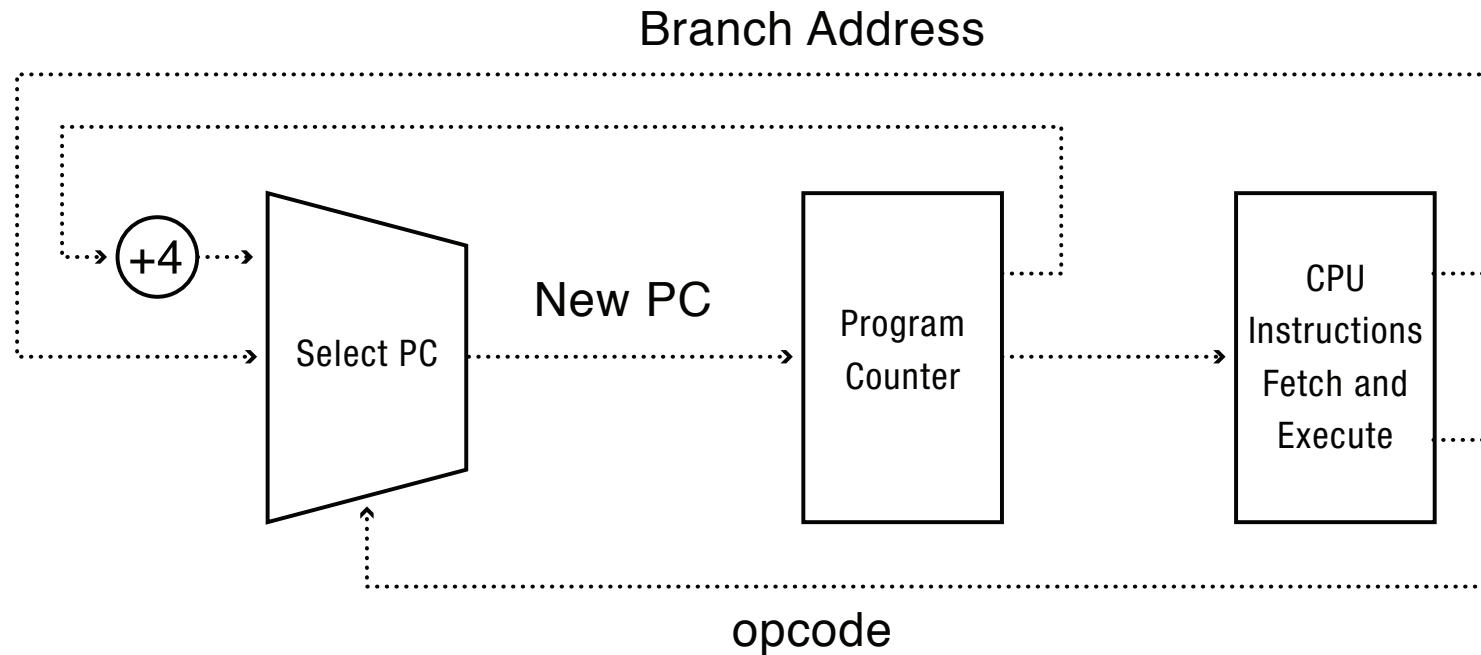 Branch Address
+4
Select PC
New PC
Program
Counter
CPU
Instructions
Fetch and
Execute
opcode